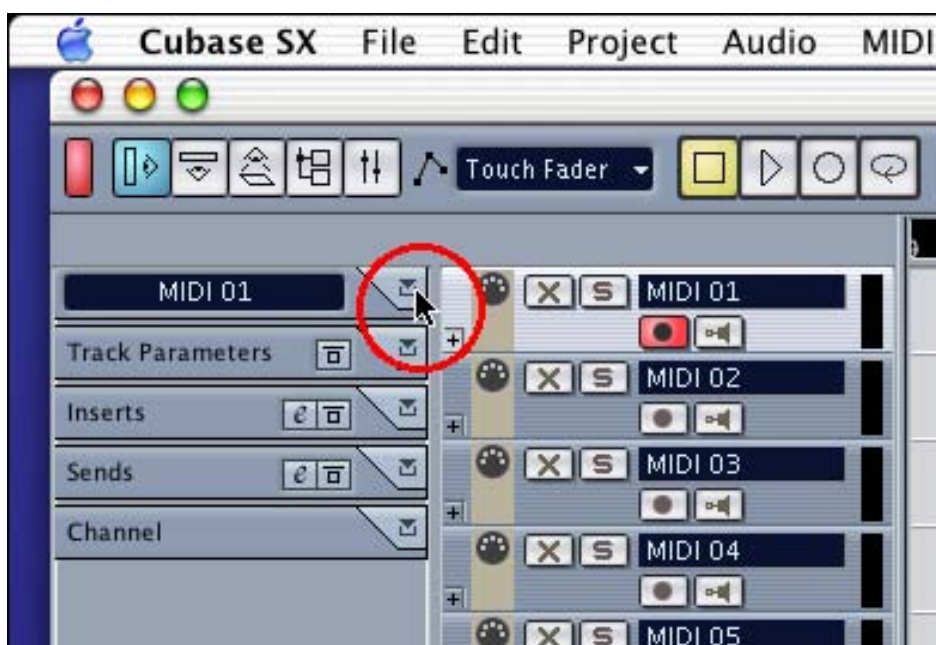 Cubase SX File Edit Project Audio MIDI
Touch Fader
MIDI 01
X S MIDI 01
Track Parameters
X S MIDI 02
Inserts e
X S MIDI 03
Sends e
Channel
X S MIDI 04
X S MIDI 05